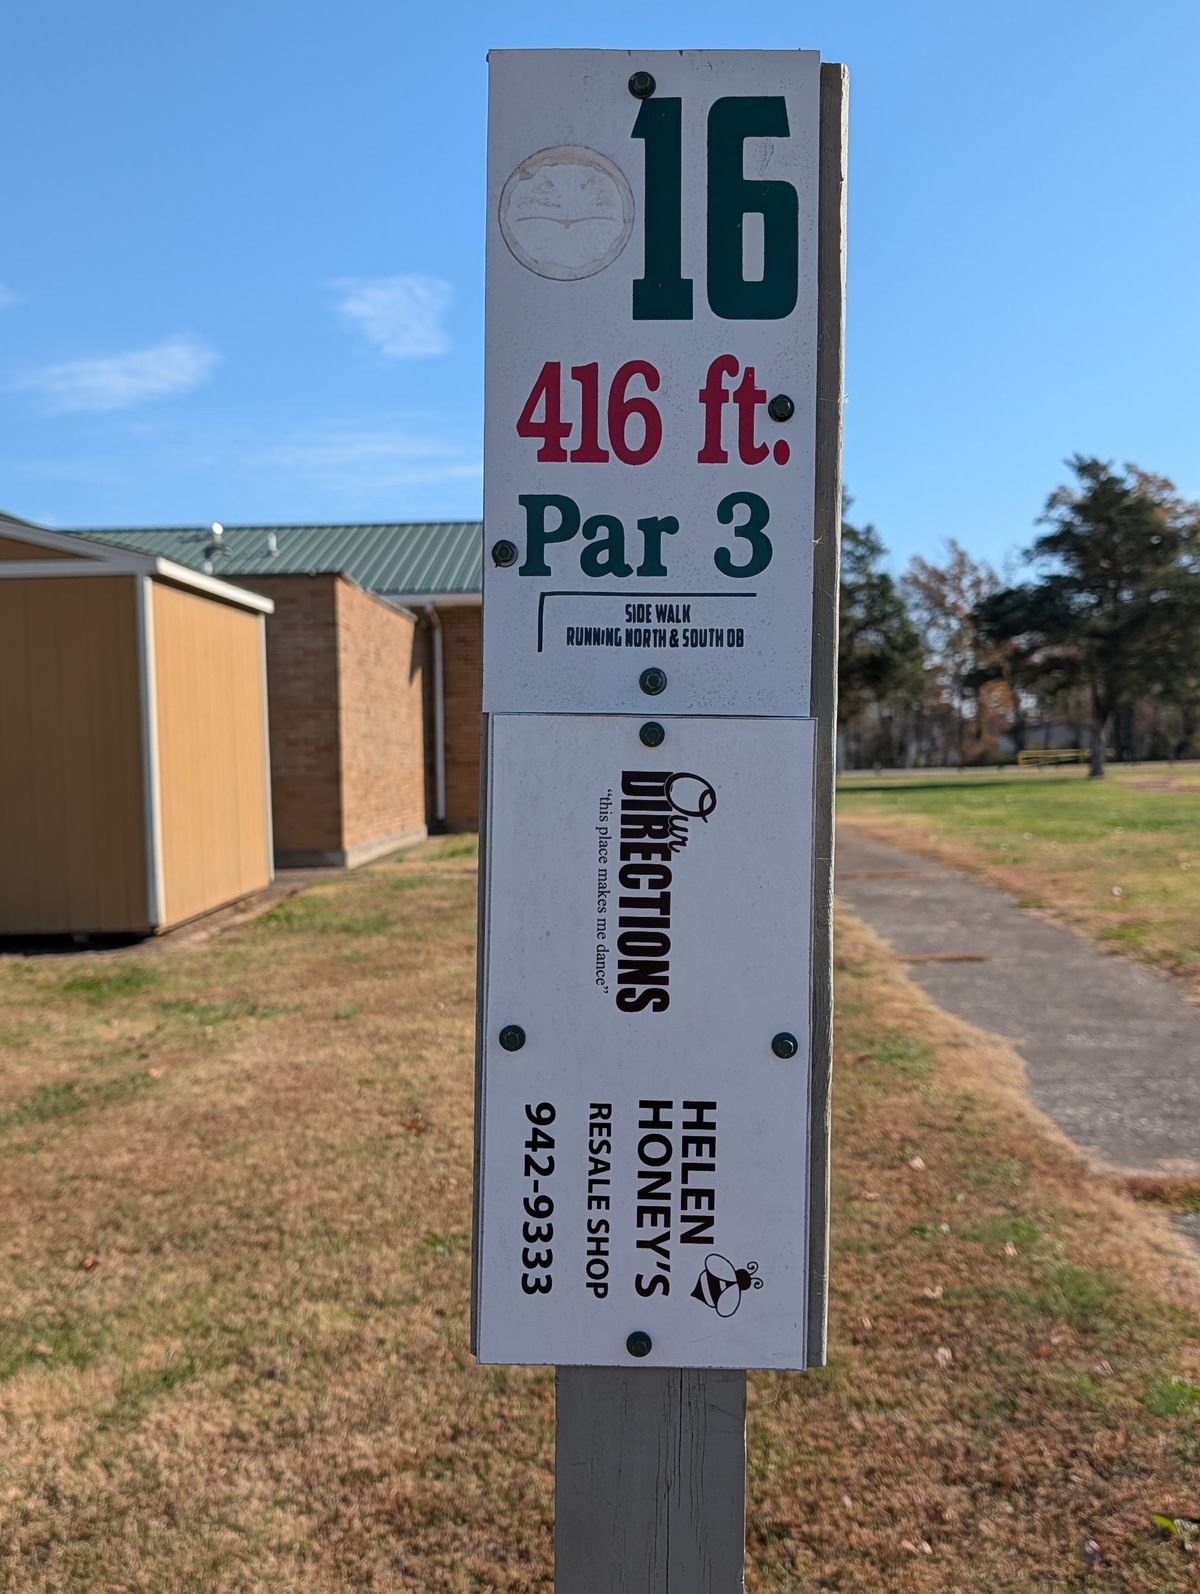 16
416 ft.
Par 3
SIDE WALK
RUNNING NORTH & SOUTH OB
Our
DIRECTIONS
"this place makes me dance"
HELEN
HONEY'S
RESALE SHOP
942-9333